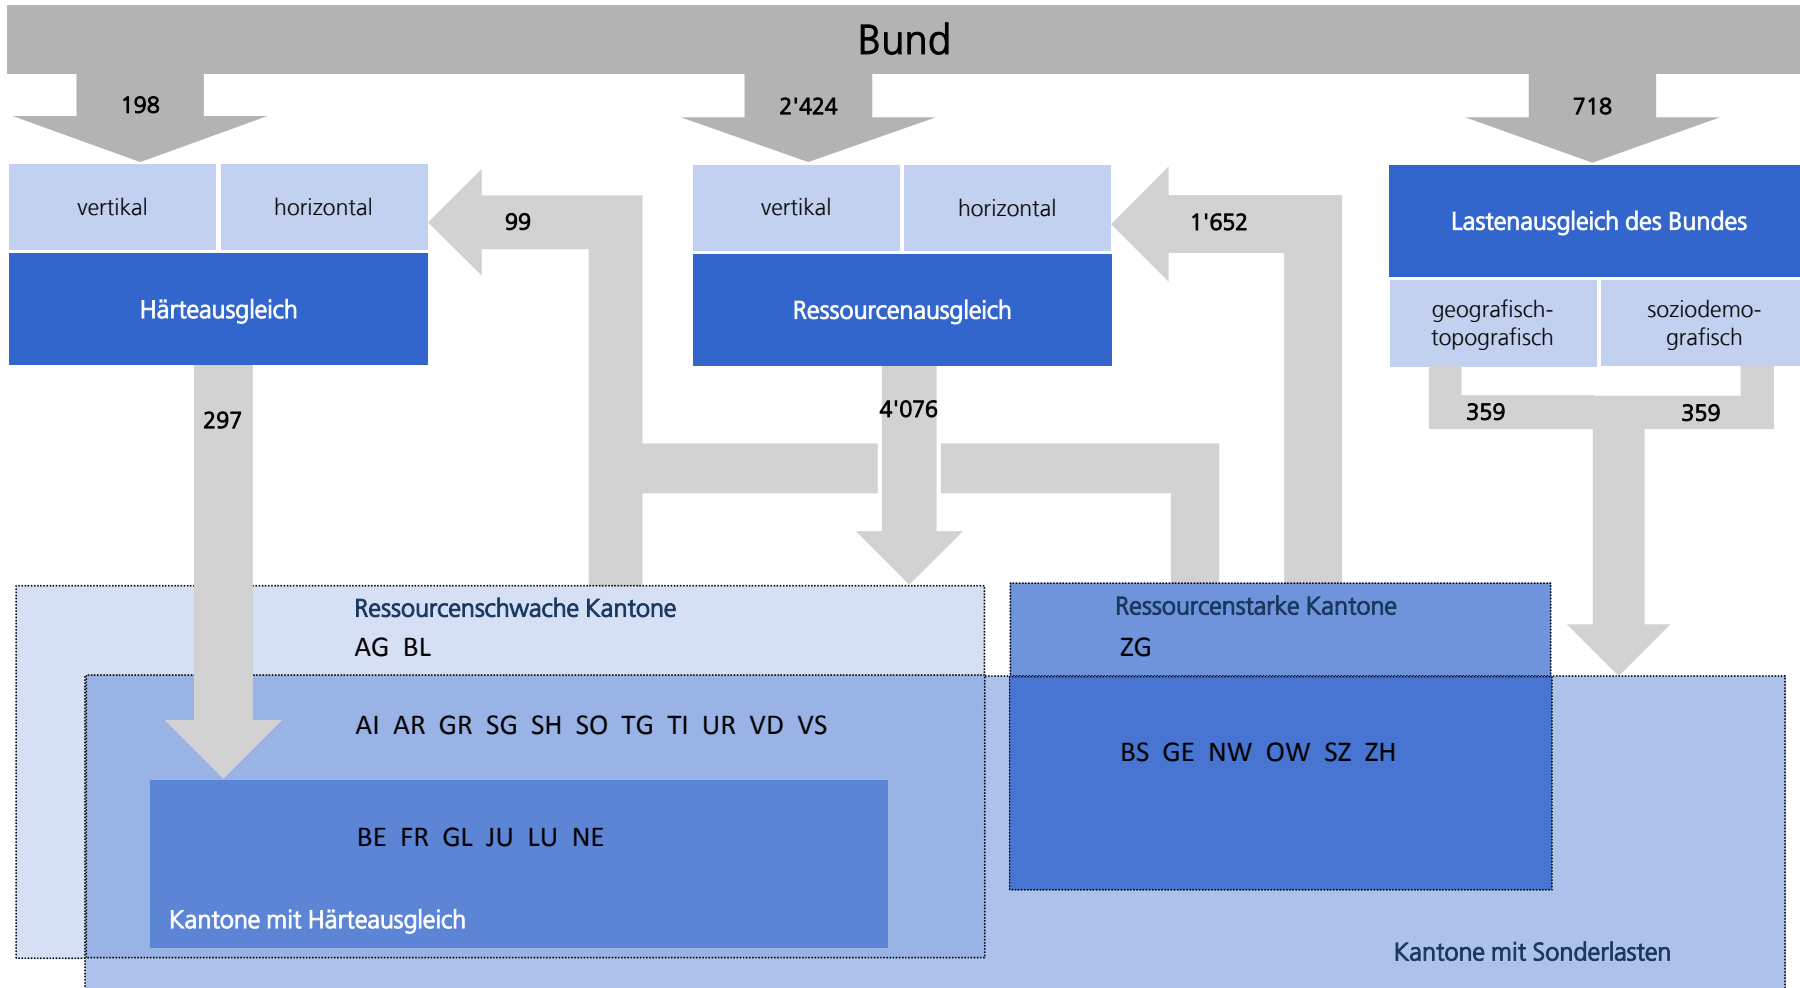 Bund
198
2'424
718
vertikal
horizontal
99
vertikal
horizontal
1'652
Lastenausgleich des Bundes
Härteausgleich
Ressourcenausgleich
geografisch-
topografisch
soziodemo-
grafisch
297
4'076
359
359
Ressourcenschwache Kantone
AG BL
Ressourcenstarke Kantone
ZG
AI AR GR SG SH SO TG TI UR VD VS
BS GE NW OW SZ ZH
BE FR GL JU LU NE
Kantone mit Härteausgleich
Kantone mit Sonderlasten